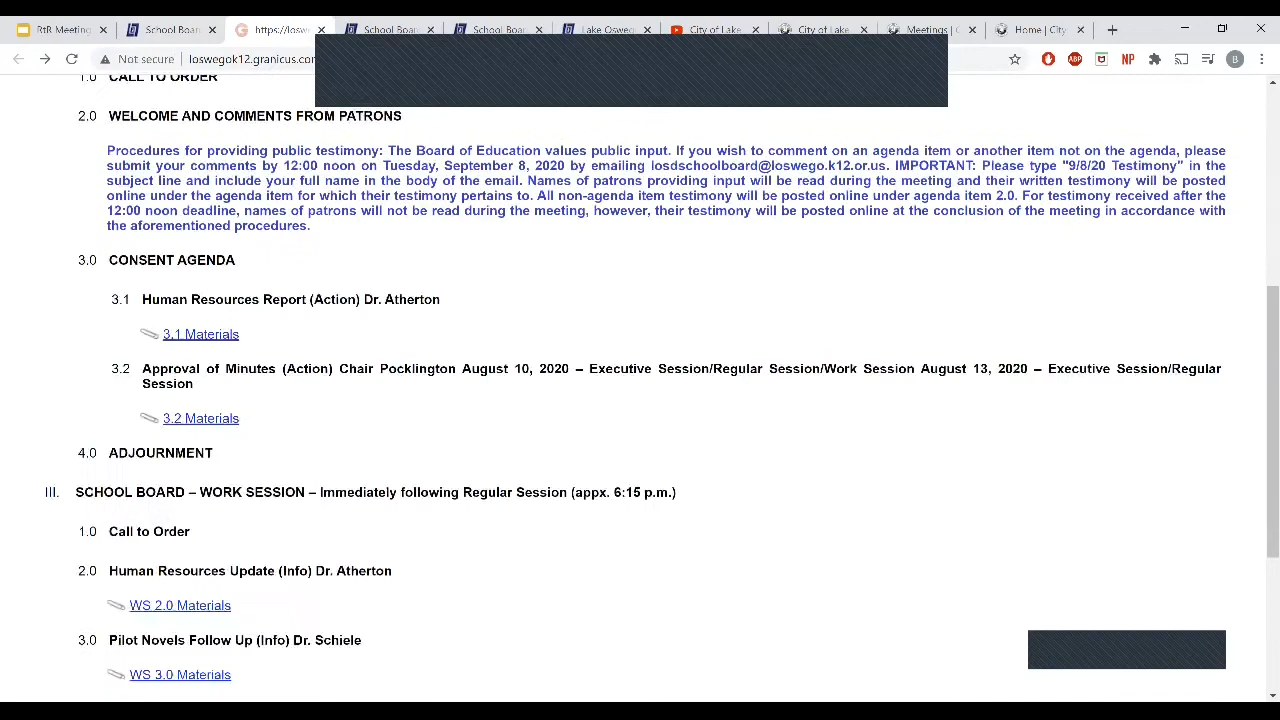 RtR Meeting
School Boar
https://losw
School Boar
School Board
Lake Osweg
City of Lake
City of Lake
Meetings | C
Home | City
Not secure
loswegok12.granicus.com
ABP
NP
B
1.0 CALL TO ORDER
2.0 WELCOME AND COMMENTS FROM PATRONS
Procedures for providing public testimony: The Board of Education values public input. If you wish to comment on an agenda item or another item not on the agenda, please
submit your comments by 12:00 noon on Tuesday, September 8, 2020 by emailing losdschoolboard@loswego.k12.or.us. IMPORTANT: Please type "9/8/20 Testimony" in the
subject line and include your full name in the body of the email. Names of patrons providing input will be read during the meeting and their written testimony will be posted
online under the agenda item for which their testimony pertains to. All non-agenda item testimony will be posted online under agenda item 2.0. For testimony received after the
12:00 noon deadline, names of patrons will not be read during the meeting, however, their testimony will be posted online at the conclusion of the meeting in accordance with
the aforementioned procedures.
3.0 CONSENT AGENDA
3.1 Human Resources Report (Action) Dr. Atherton
3.1 Materials
3.2 Approval of Minutes (Action) Chair Pocklington August 10, 2020 – Executive Session/Regular Session/Work Session August 13, 2020 – Executive Session/Regular
Session
3.2 Materials
4.0 ADJOURNMENT
III. SCHOOL BOARD – WORK SESSION – Immediately following Regular Session (appx. 6:15 p.m.)
1.0 Call to Order
2.0 Human Resources Update (Info) Dr. Atherton
WS 2.0 Materials
3.0 Pilot Novels Follow Up (Info) Dr. Schiele
WS 3.0 Materials